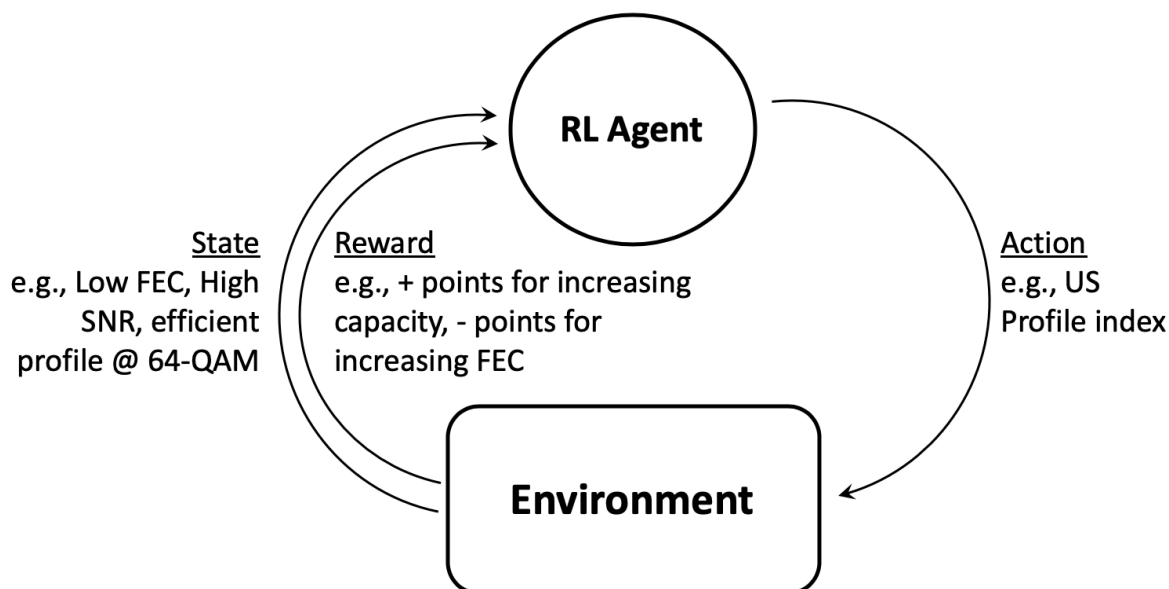 RL Agent
State
e.g., Low FEC, High
SNR, efficient
profile @ 64-QAM
Reward
e.g., + points for increasing
capacity, - points for
increasing FEC
Action
e.g., US
Profile index
Environment